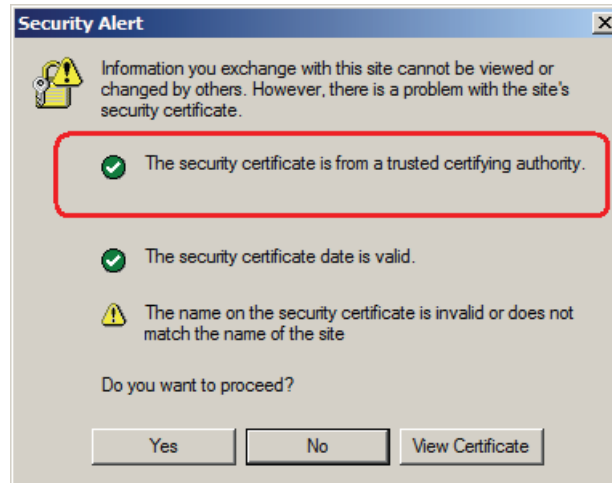 Security Alert
Information you exchange with this site cannot be viewed or
changed by others. However, there is a problem with the site's
security certificate.
The security certificate is from a trusted certifying authority.
The security certificate date is valid.
The name on the security certificate is invalid or does not
match the name of the site
Do you want to proceed?
Yes No View Certificate